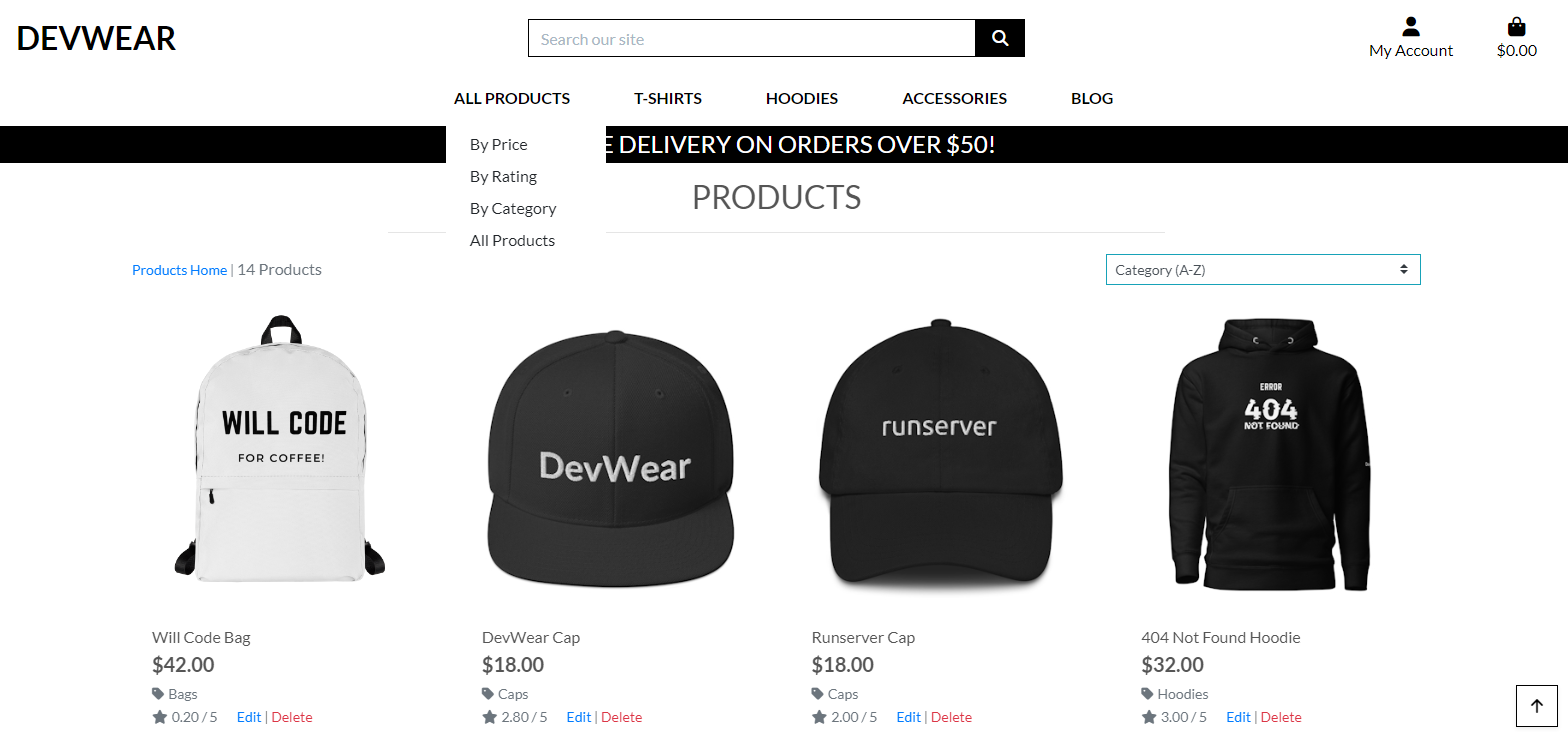 DEVWEAR
Search our site
My Account
$0.00
ALL PRODUCTS
T-SHIRTS
HOODIES
ACCESSORIES
BLOG
By Price
By Rating
By Category
All Products
DELIVERY ON ORDERS OVER $50!
PRODUCTS
Products Home | 14 Products
Category (A-Z)
WILL CODE
FOR COFFEE!
DevWear
runserver
ERROR
404
NOT FOUND
Will Code Bag
$42.00
Bags
0.20 / 5 Edit | Delete
DevWear Cap
$18.00
Caps
2.80 / 5 Edit | Delete
Runserver Cap
$18.00
Caps
2.00 / 5 Edit | Delete
404 Not Found Hoodie
$32.00
Hoodies
3.00 / 5 Edit | Delete